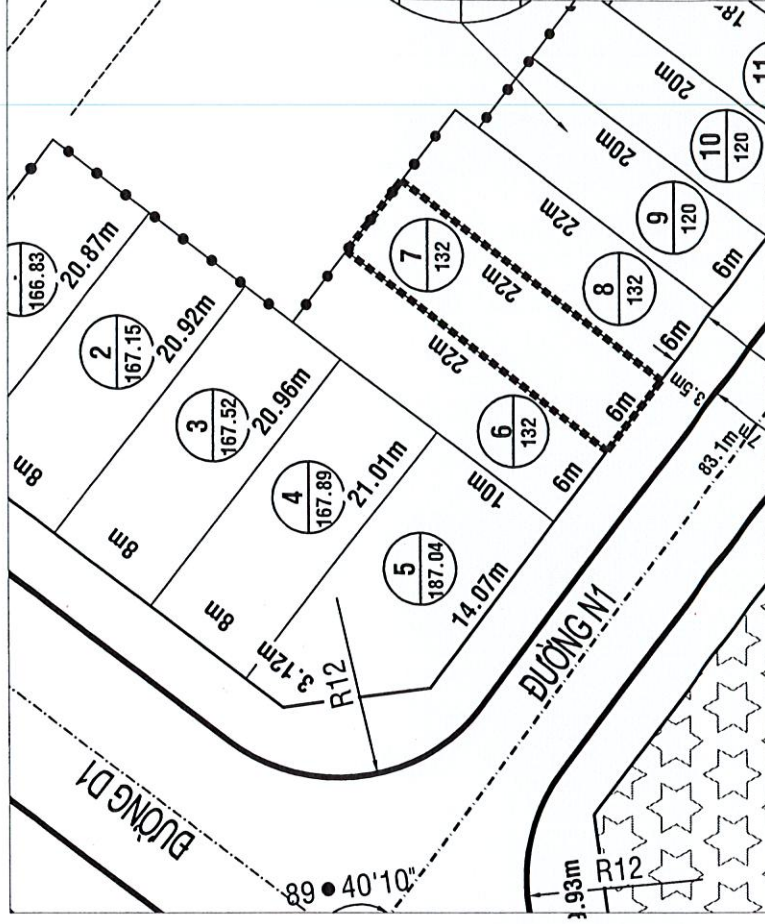 166.83
20.87m
8m
2
167.15
20.92m
8m
3
167.52
20.96m
8m
4
167.89
21.01m
3.12m
R12
5
187.04
14.07m
10m
6
132
6m
22m
7
132
22m
6m
8
132
22m
6m
9
120
20m
6m
10
120
20m
11
18
3.5m
7m
83.1m
ĐƯỜNG N1
ĐƯỜNG D1
89•40'10"
9.93m
R12